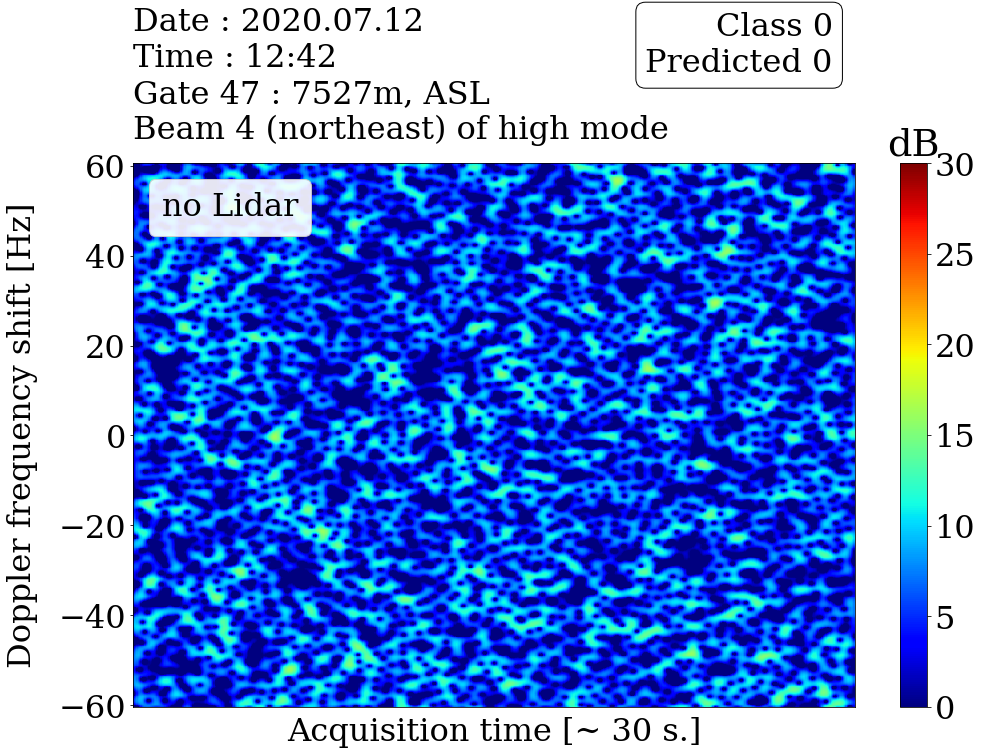 Date : 2020.07.12
Time : 12:42
Gate 47 : 7527m, ASL
Beam 4 (northeast) of high mode
Class 0
Predicted 0
dB
no Lidar
Doppler frequency shift [Hz]
60
40
20
0
−20
−40
−60
30
25
20
15
10
5
0
Acquisition time [~ 30 s.]